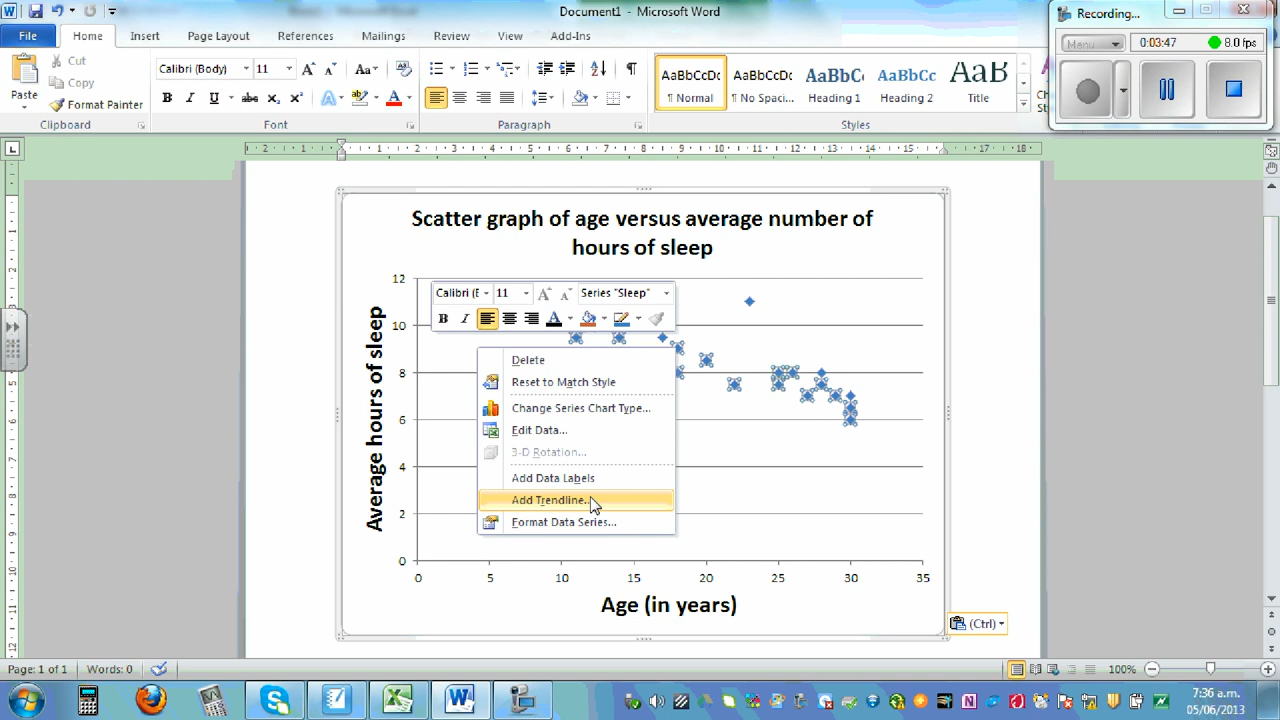 Document1 - Microsoft Word
Recording...
File Home Insert Page Layout References Mailings Review View Add-Ins
Menu 0:03:47 8.0 fps
Paste
Cut
Copy
Format Painter
Calibri (Body) 11
AaBbCcDc AaBbCcDc AaBbC AaBbCc AaB
¶ Normal ¶ No Spaci... Heading 1 Heading 2 Title
Clipboard Font Paragraph Styles
Scatter graph of age versus average number of
hours of sleep
Average hours of sleep
12
10
8
6
4
2
0
0 5 10 15 20 25 30 35
Age (in years)
Calibri (E 11 Series "Sleep"
Delete
Reset to Match Style
Change Series Chart Type...
Edit Data...
3-D Rotation...
Add Data Labels
Add Trendline...
Format Data Series...
(Ctrl)
Page: 1 of 1 Words: 0 100%
7:36 a.m.
05/06/2013